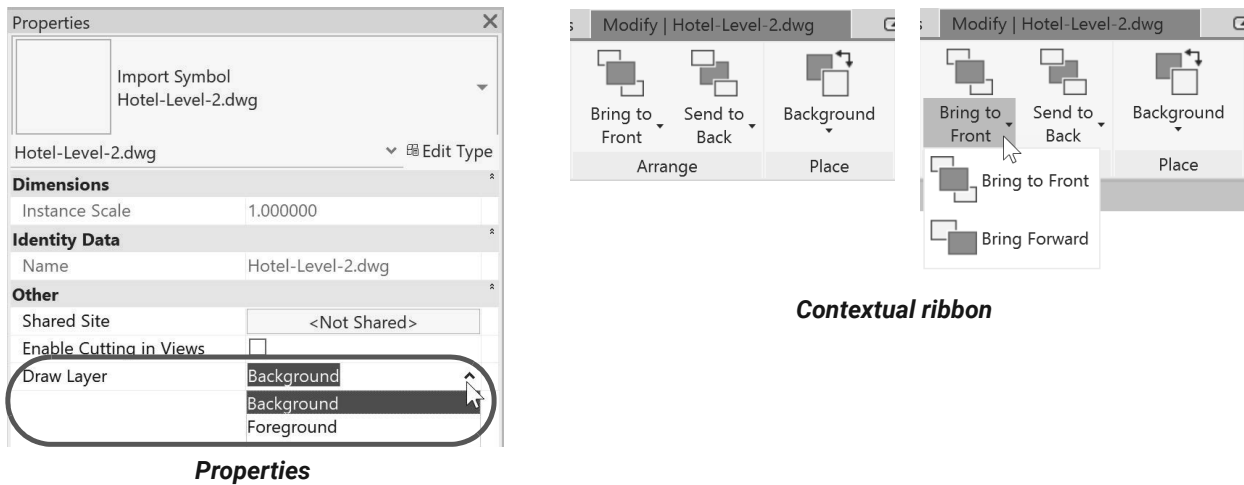 Properties
Import Symbol
Hotel-Level-2.dwg
Hotel-Level-2.dwg Edit Type
Dimensions
Instance Scale 1.000000
Identity Data
Name Hotel-Level-2.dwg
Other
Shared Site <Not Shared>
Enable Cutting in Views
Draw Layer Background
Background
Foreground
Properties
Modify | Hotel-Level-2.dwg
Bring to Front
Send to Back
Background
Arrange
Place
Modify | Hotel-Level-2.dwg
Bring to Front
Send to Back
Background
Place
Bring to Front
Bring Forward
Contextual ribbon